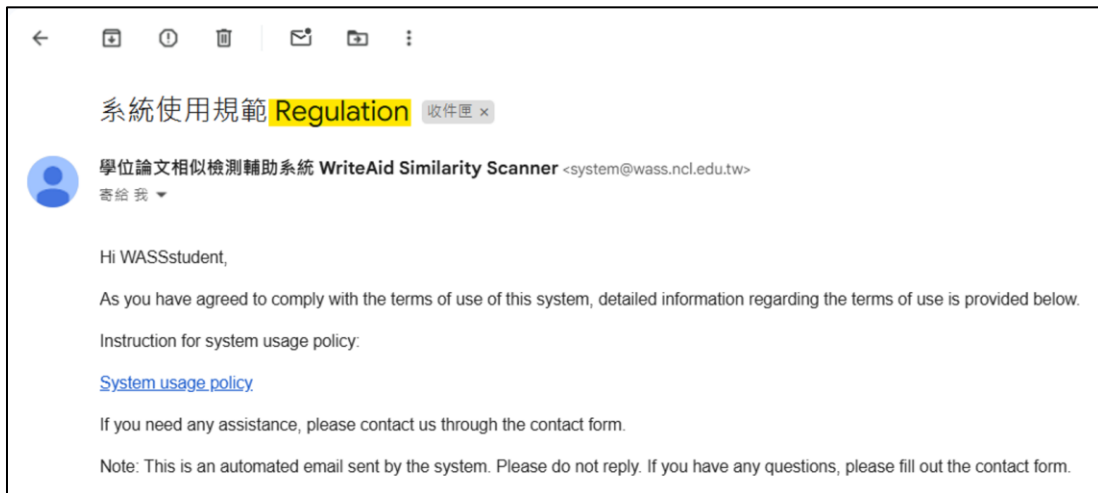 系統使用規範 Regulation 收件匣 ×
學位論文相似檢測輔助系統 WriteAid Similarity Scanner <system@wass.ncl.edu.tw>
寄給 我
Hi WASSstudent,
As you have agreed to comply with the terms of use of this system, detailed information regarding the terms of use is provided below.
Instruction for system usage policy:
System usage policy
If you need any assistance, please contact us through the contact form.
Note: This is an automated email sent by the system. Please do not reply. If you have any questions, please fill out the contact form.